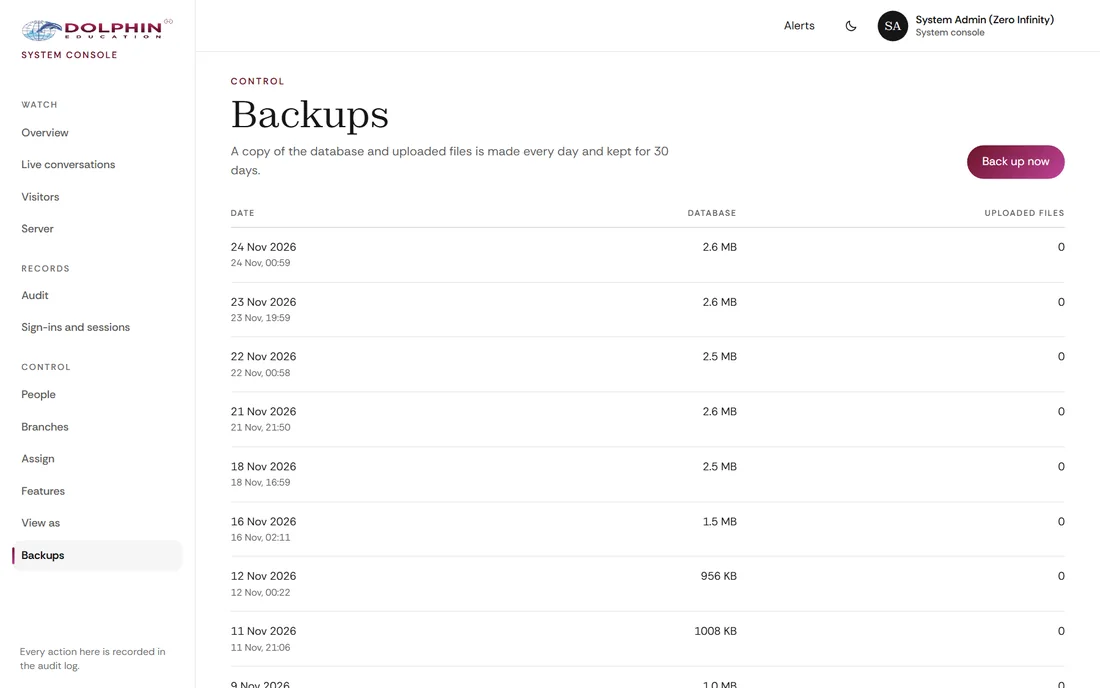 DOLPHIN
EDUCATION
SYSTEM CONSOLE
WATCH
Overview
Live conversations
Visitors
Server
RECORDS
Audit
Sign-ins and sessions
CONTROL
People
Branches
Assign
Features
View as
Backups
Every action here is recorded in
the audit log.
Alerts
SA
System Admin (Zero Infinity)
System console
CONTROL
Backups
A copy of the database and uploaded files is made every day and kept for 30
days.
Back up now
DATE DATABASE UPLOADED FILES
24 Nov 2026 2.6 MB 0
24 Nov, 00:59
23 Nov 2026 2.6 MB 0
23 Nov, 19:59
22 Nov 2026 2.5 MB 0
22 Nov, 00:58
21 Nov 2026 2.6 MB 0
21 Nov, 21:50
18 Nov 2026 2.5 MB 0
18 Nov, 16:59
16 Nov 2026 1.5 MB 0
16 Nov, 02:11
12 Nov 2026 956 KB 0
12 Nov, 00:22
11 Nov 2026 1008 KB 0
11 Nov, 21:06
9 Nov 2026 1.0 MB 0